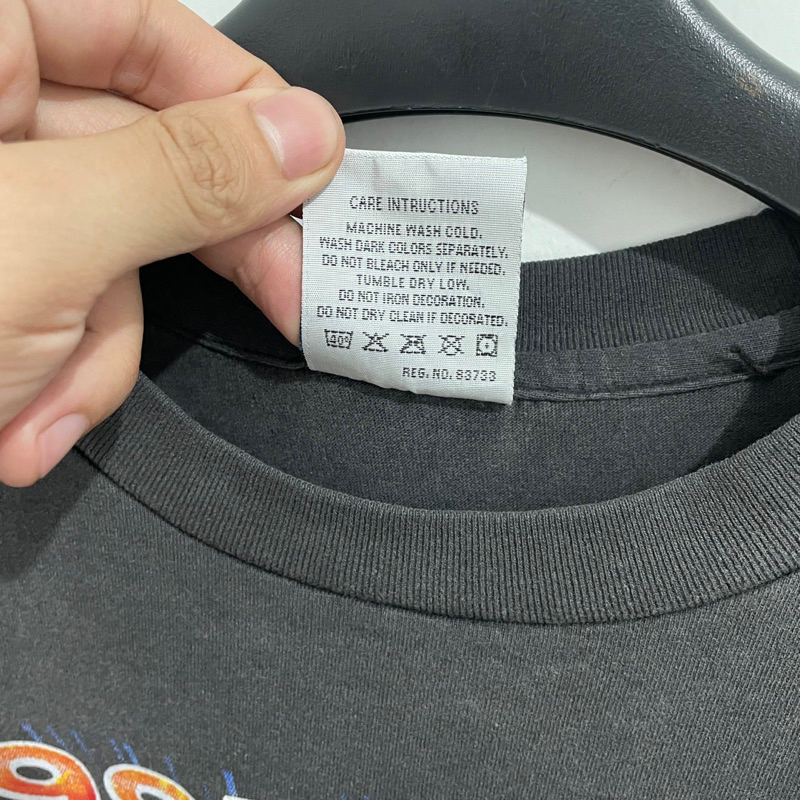 CARE INTRUCTIONS
MACHINE WASH COLD.
WASH DARK COLORS SEPARATELY.
DO NOT BLEACH ONLY IF NEEDED.
TUMBLE DRY LOW.
DO NOT IRON DECORATION.
DO NOT DRY CLEAN IF DECORATED.
40°
REG. NO. 93733